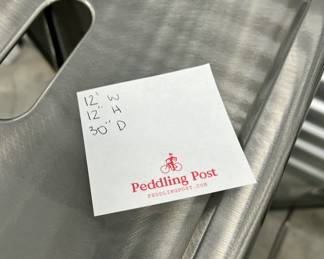 12" W
12" H
30" D
Peddling Post
PEDDLINGPOST.COM